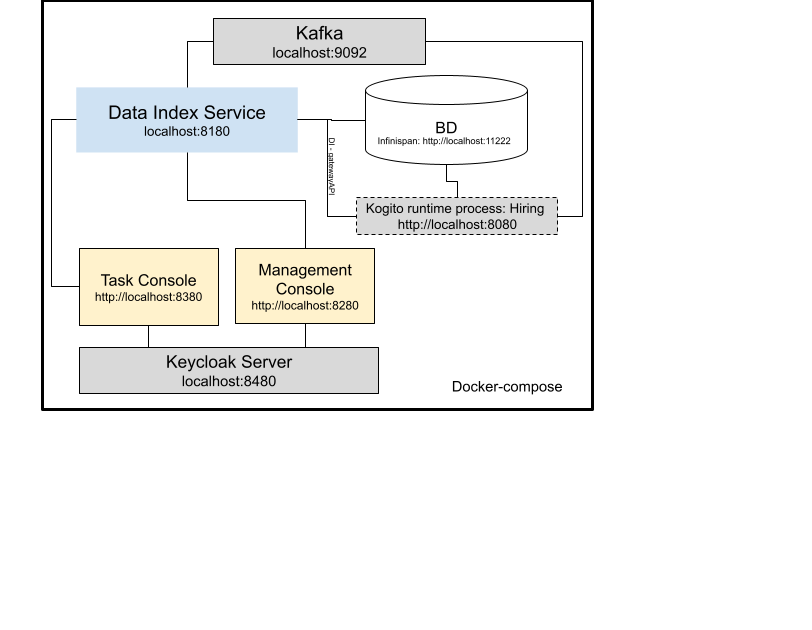 Kafka
localhost:9092
Data Index Service
localhost:8180
BD
Infinispan: http://localhost:11222
DI - gatewayAPI
Kogito runtime process: Hiring
http://localhost:8080
Task Console
http://localhost:8380
Management
Console
http://localhost:8280
Keycloak Server
localhost:8480
Docker-compose